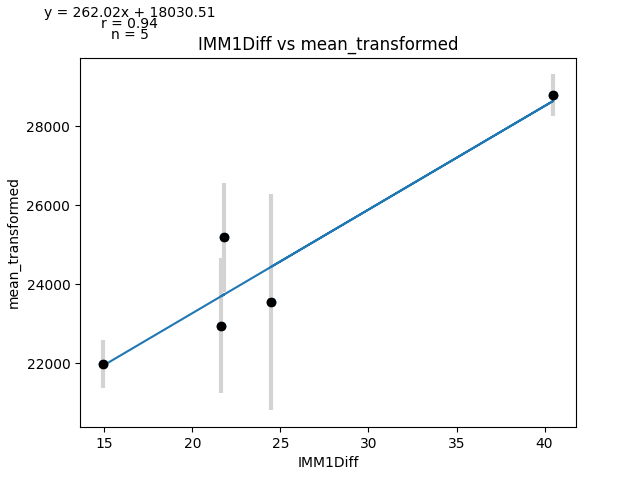 y = 262.02x + 18030.51
r = 0.94
n = 5
IMM1Diff vs mean_transformed
28000
26000
24000
22000
mean_transformed
15 20 25 30 35 40
IMM1Diff